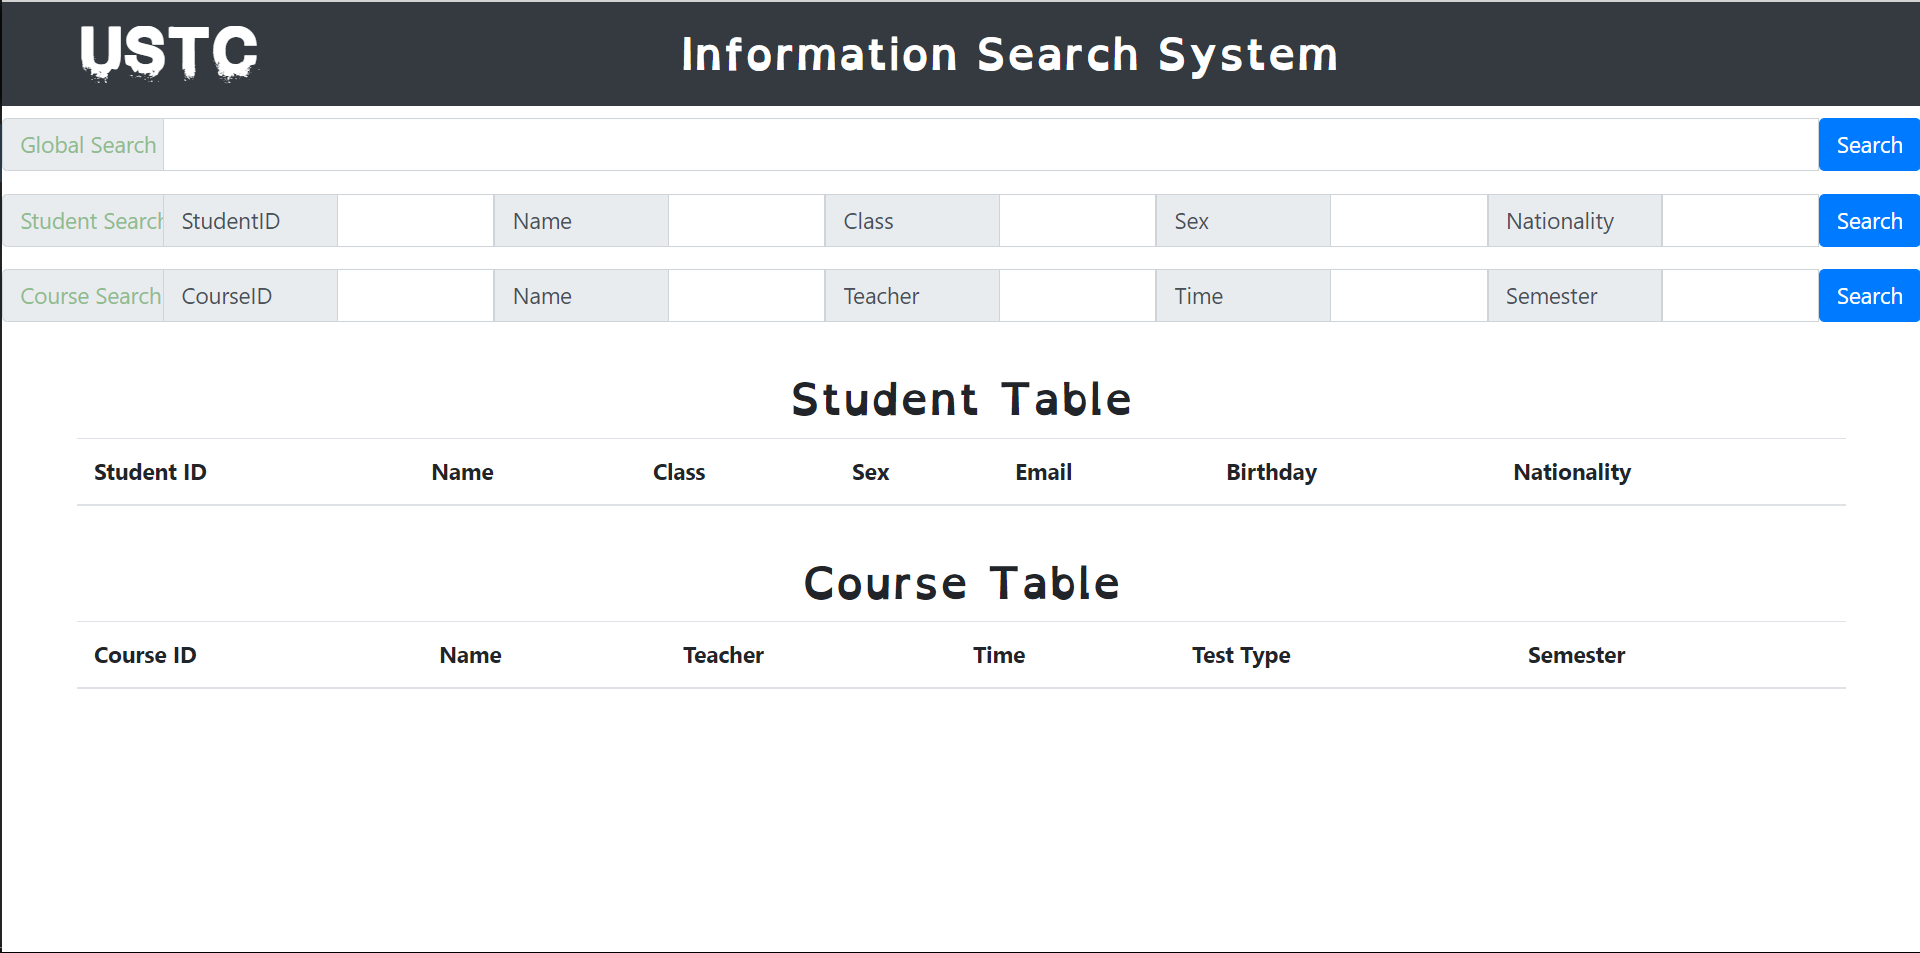 USTC Information Search System
Global Search Search
Student Search StudentID Name Class Sex Nationality Search
Course Search CourseID Name Teacher Time Semester Search
Student Table
Student ID Name Class Sex Email Birthday Nationality
Course Table
Course ID Name Teacher Time Test Type Semester